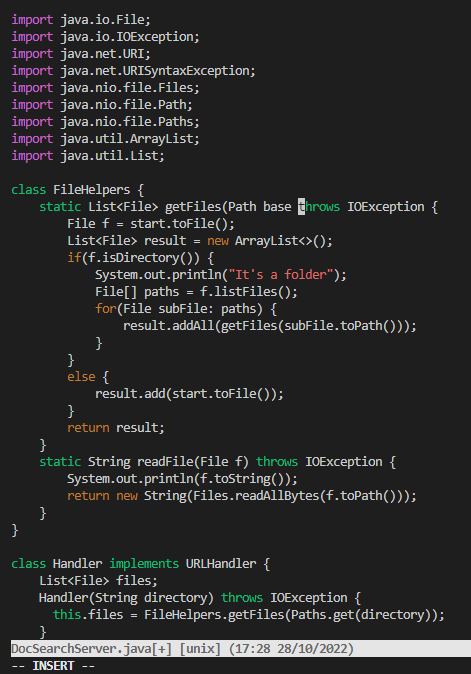 import java.io.File;
import java.io.IOException;
import java.net.URI;
import java.net.URISyntaxException;
import java.nio.file.Files;
import java.nio.file.Path;
import java.nio.file.Paths;
import java.util.ArrayList;
import java.util.List;

class FileHelpers {
    static List<File> getFiles(Path base throws IOException {
        File f = start.toFile();
        List<File> result = new ArrayList<>();
        if(f.isDirectory()) {
            System.out.println("It's a folder");
            File[] paths = f.listFiles();
            for(File subFile: paths) {
                result.addAll(getFiles(subFile.toPath()));
            }
        }
        else {
            result.add(start.toFile());
        }
        return result;
    }
    static String readFile(File f) throws IOException {
        System.out.println(f.toString());
        return new String(Files.readAllBytes(f.toPath()));
    }
}

class Handler implements URLHandler {
    List<File> files;
    Handler(String directory) throws IOException {
      this.files = FileHelpers.getFiles(Paths.get(directory));
    }
DocSearchServer.java[+] [unix] (17:28 28/10/2022)
-- INSERT --